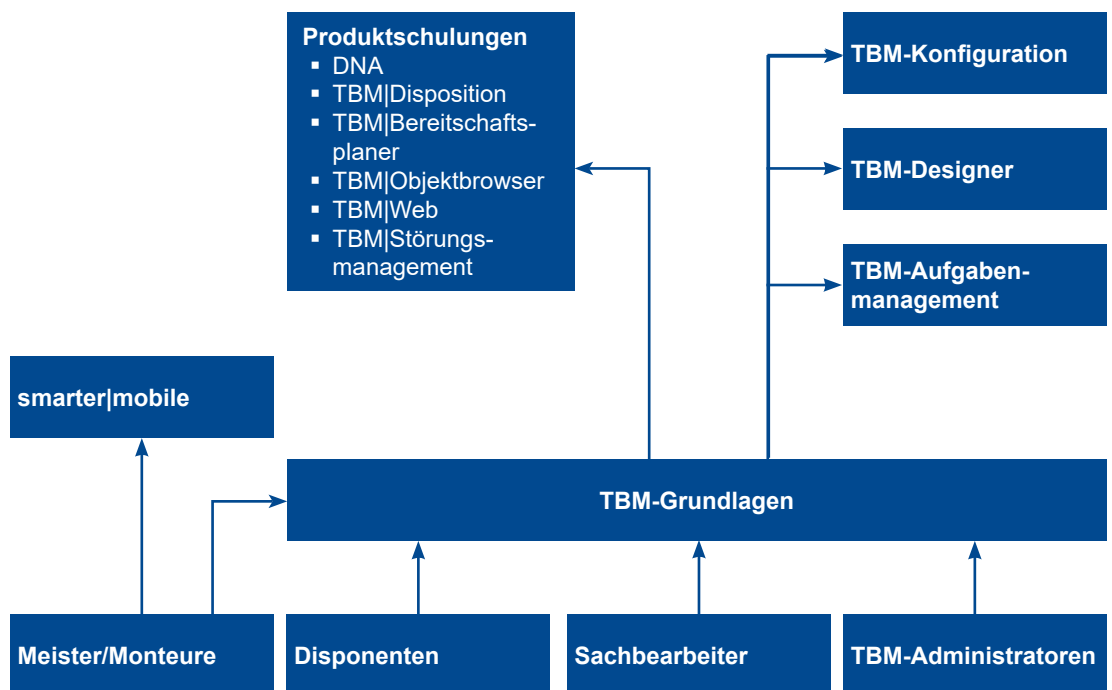 Produktschulungen
▪ DNA
▪ TBM|Disposition
▪ TBM|Bereitschafts-
planer
▪ TBM|Objektbrowser
▪ TBM|Web
▪ TBM|Störungs-
management
TBM-Konfiguration
TBM-Designer
TBM-Aufgaben-
management
smarter|mobile
TBM-Grundlagen
Meister/Monteure
Disponenten
Sachbearbeiter
TBM-Administratoren